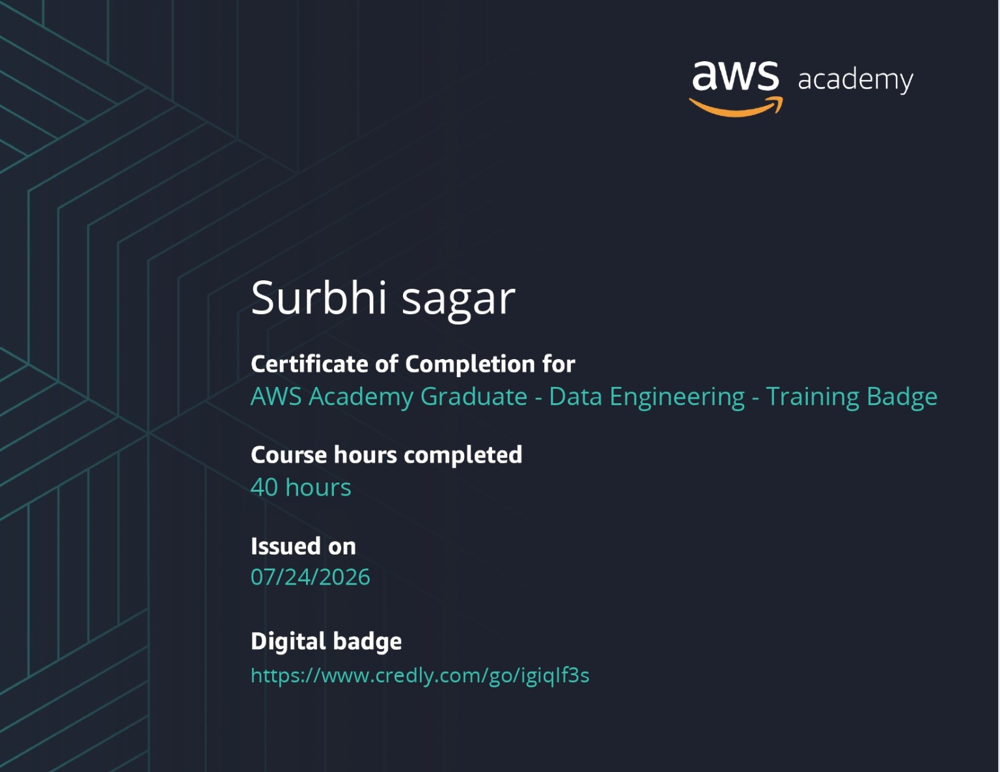 aws academy
Surbhi sagar
Certificate of Completion for
AWS Academy Graduate - Data Engineering - Training Badge
Course hours completed
40 hours
Issued on
07/24/2026
Digital badge
https://www.credly.com/go/igiqlf3s